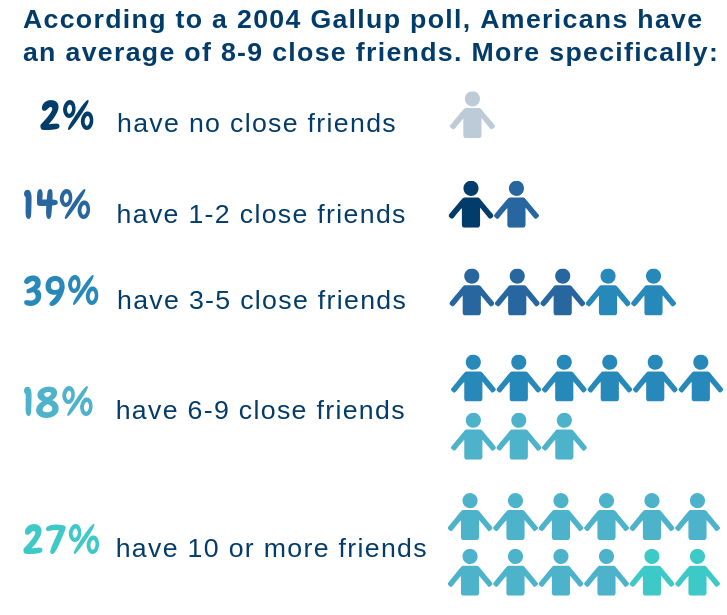 According to a 2004 Gallup poll, Americans have
an average of 8-9 close friends. More specifically:
2% have no close friends
14% have 1-2 close friends
39% have 3-5 close friends
18% have 6-9 close friends
27% have 10 or more friends